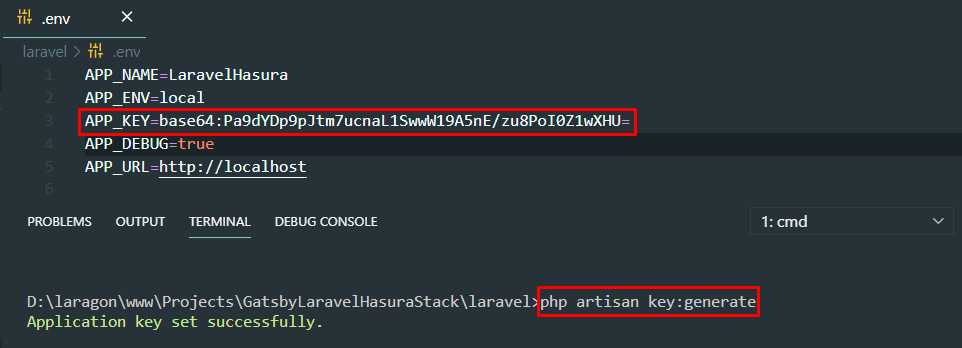 .env
laravel > .env
1 APP_NAME=LaravelHasura
2 APP_ENV=local
3 APP_KEY=base64:Pa9dYDp9pJtm7ucnaL1SwwW19A5nE/zu8PoI0Z1wXHU=
4 APP_DEBUG=true
5 APP_URL=http://localhost
6
PROBLEMS OUTPUT TERMINAL DEBUG CONSOLE 1: cmd
D:\laragon\www\Projects\GatsbyLaravelHasuraStack\laravel>php artisan key:generate
Application key set successfully.